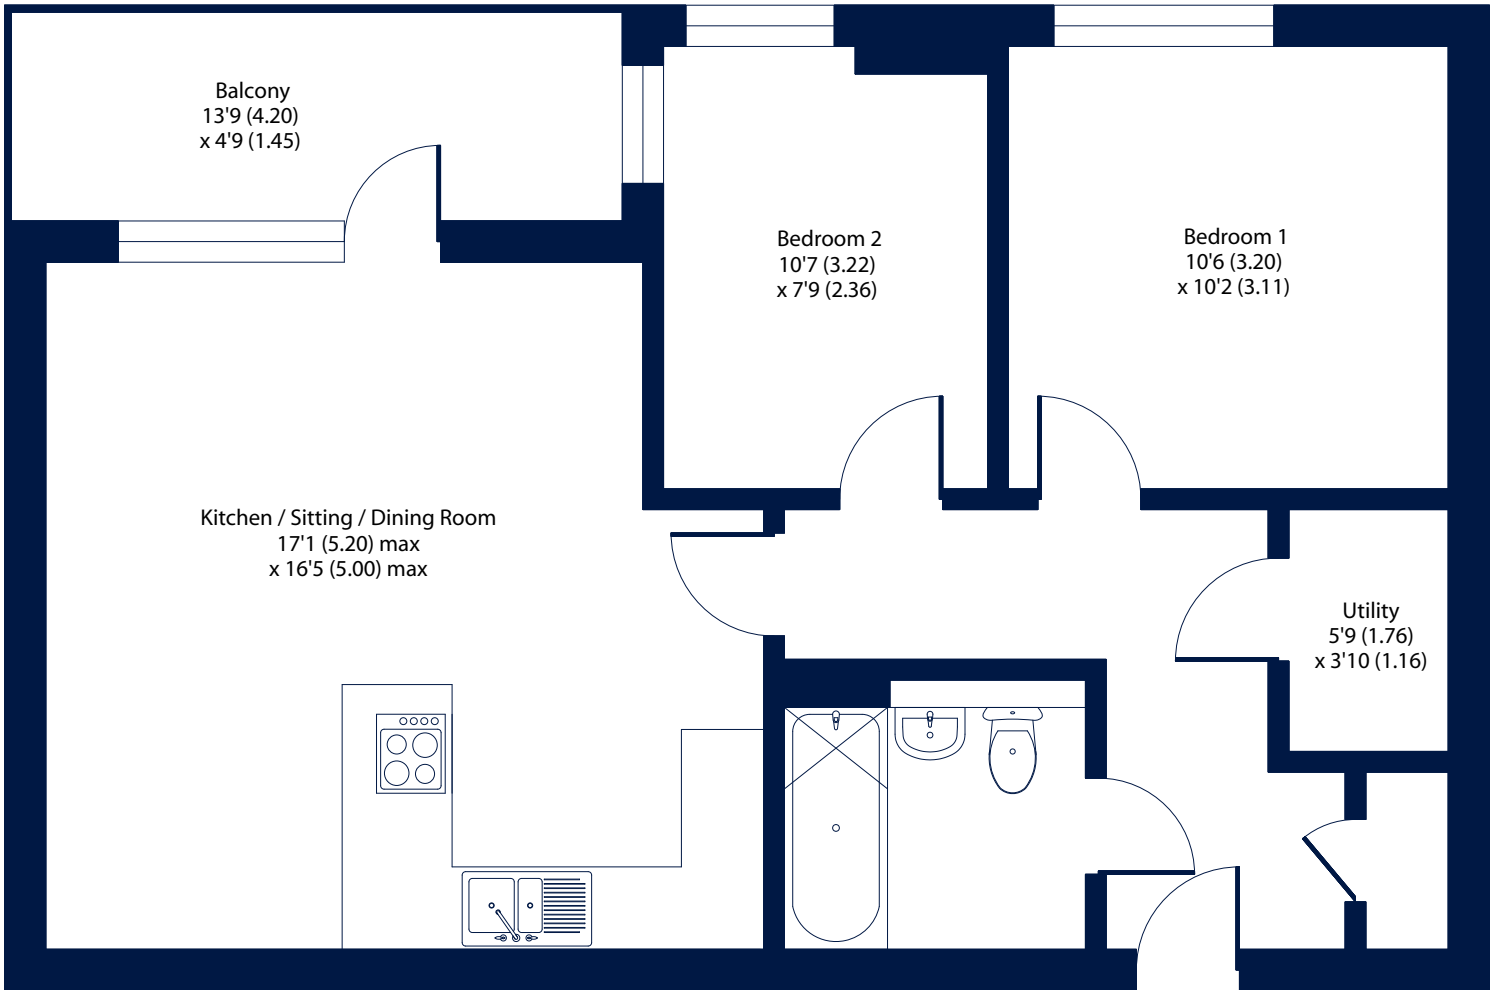 Balcony
13'9 (4.20)
x 4'9 (1.45)
Bedroom 2
10'7 (3.22)
x 7'9 (2.36)
Bedroom 1
10'6 (3.20)
x 10'2 (3.11)
Kitchen / Sitting / Dining Room
17'1 (5.20) max
x 16'5 (5.00) max
Utility
5'9 (1.76)
x 3'10 (1.16)